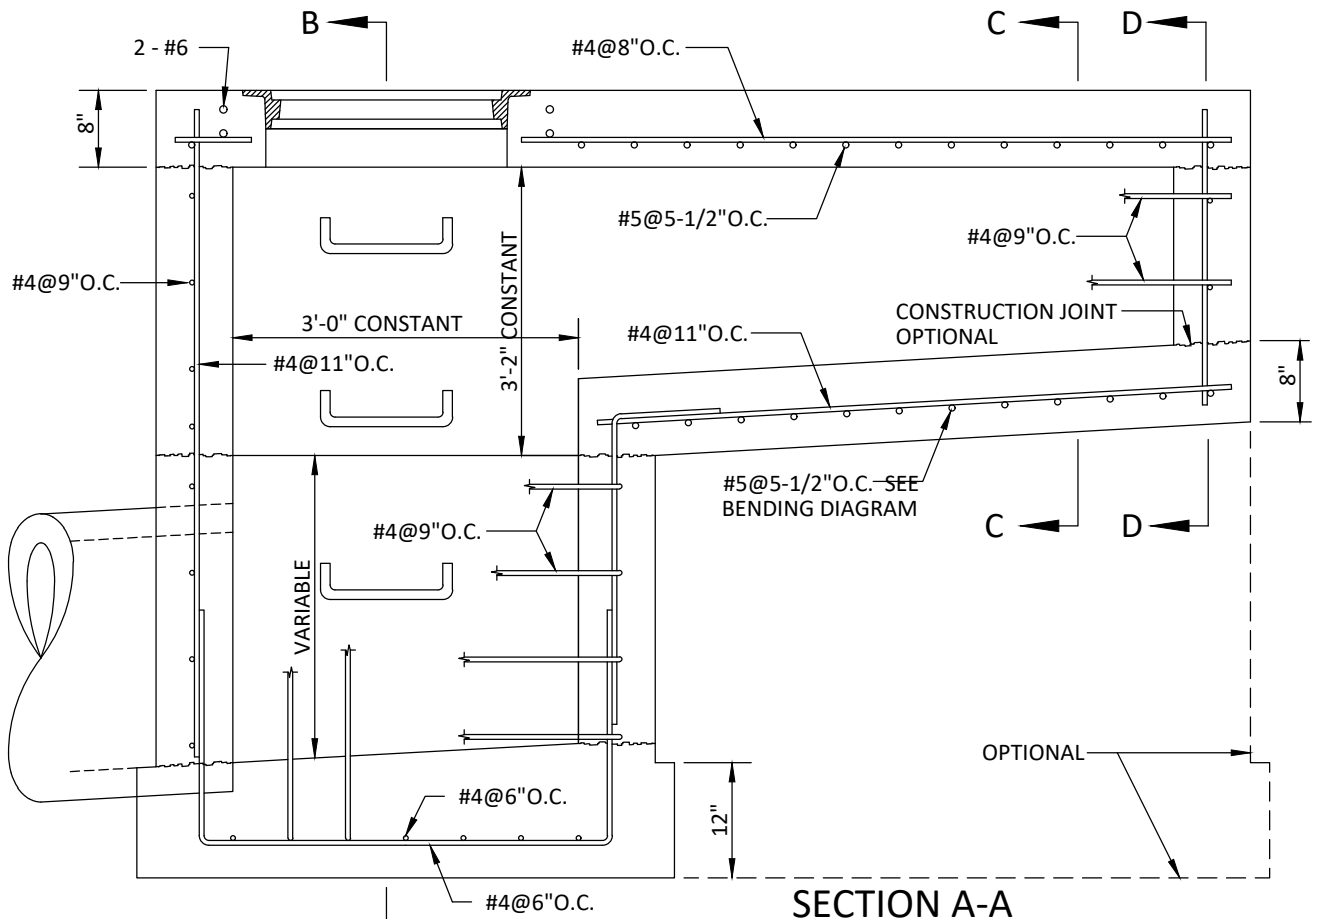 B
C
D
2 - #6
#4@8"O.C.
8"
#5@5-1/2"O.C.
#4@9"O.C.
#4@9"O.C.
3'-0" CONSTANT
3'-2" CONSTANT
#4@11"O.C.
CONSTRUCTION JOINT
OPTIONAL
#4@11"O.C.
8"
#5@5-1/2"O.C. SEE
BENDING DIAGRAM
C
D
#4@9"O.C.
VARIABLE
OPTIONAL
#4@6"O.C.
12"
#4@6"O.C.
SECTION A-A